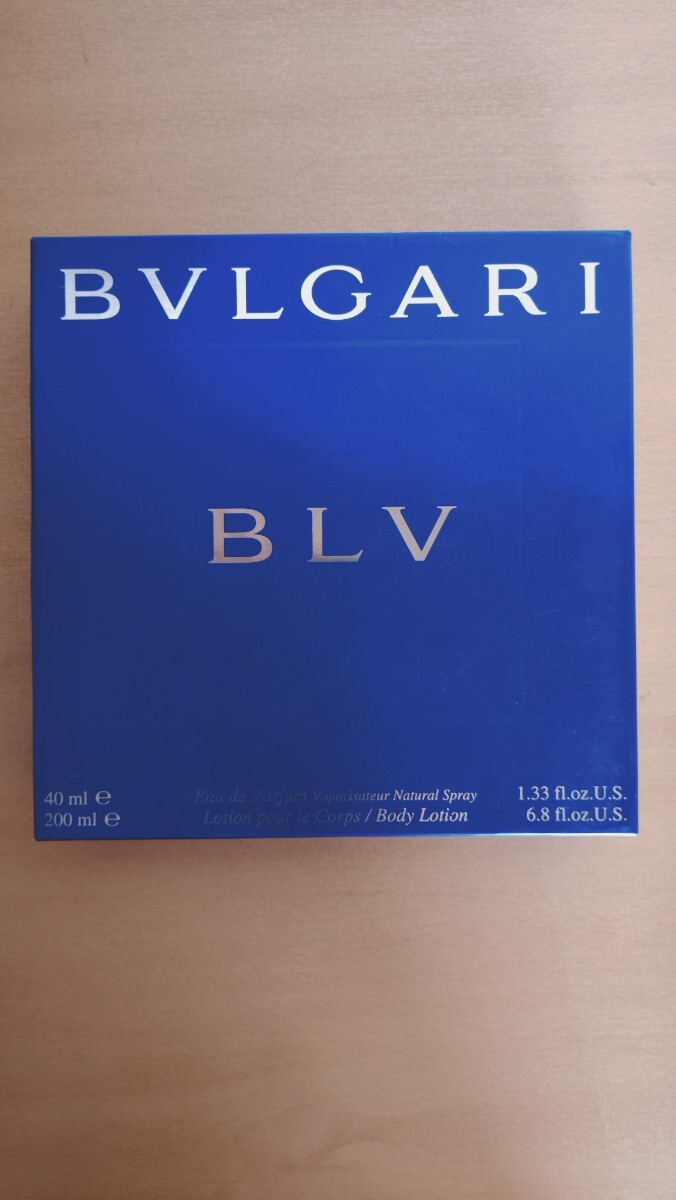 BVLGARI
BLV
40 ml e Eau de Parfum Vaporisateur Natural Spray 1.33 fl.oz.U.S.
200 ml e Lotion pour le Corps / Body Lotion 6.8 fl.oz.U.S.